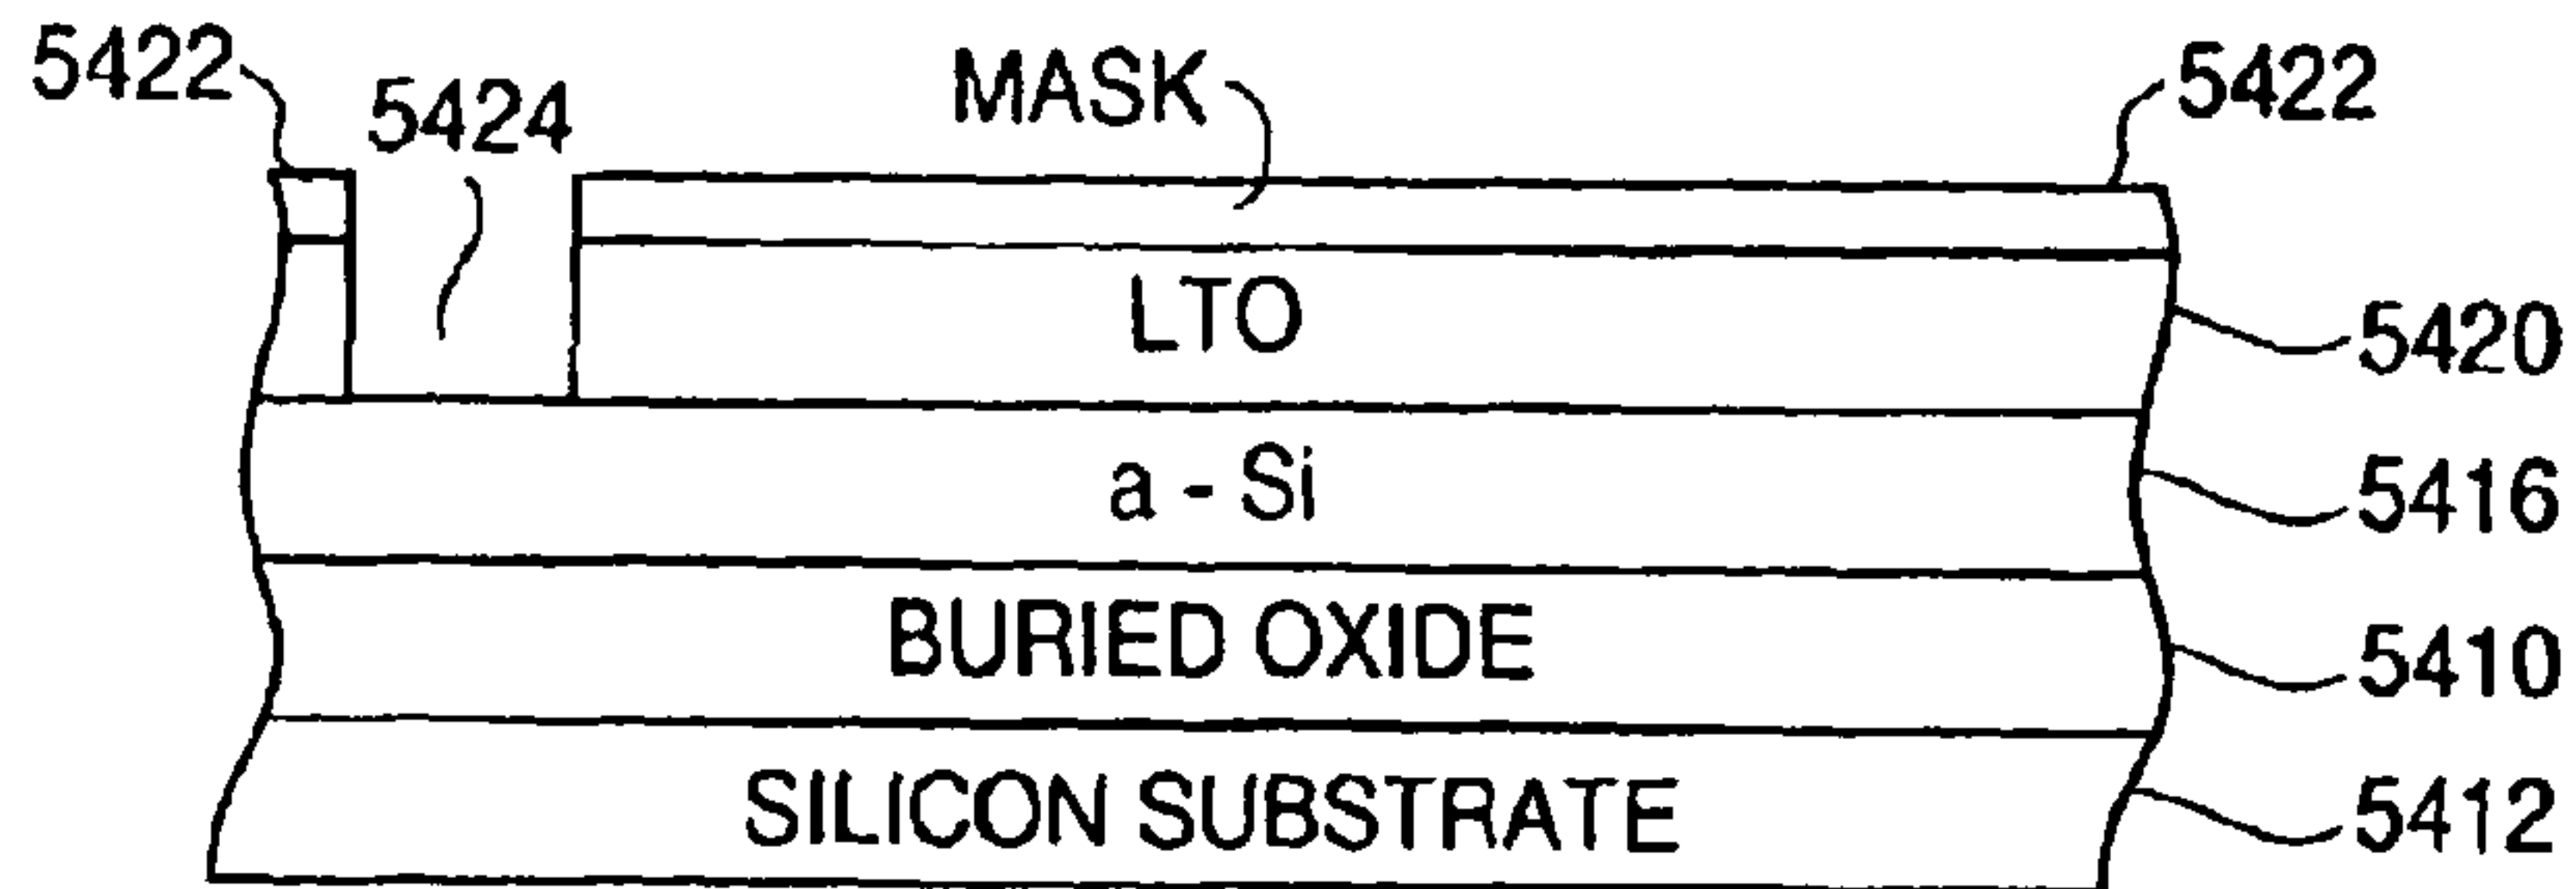 5422
5424
MASK
5422
LTO
5420
a - Si
5416
BURIED OXIDE
5410
SILICON SUBSTRATE
5412